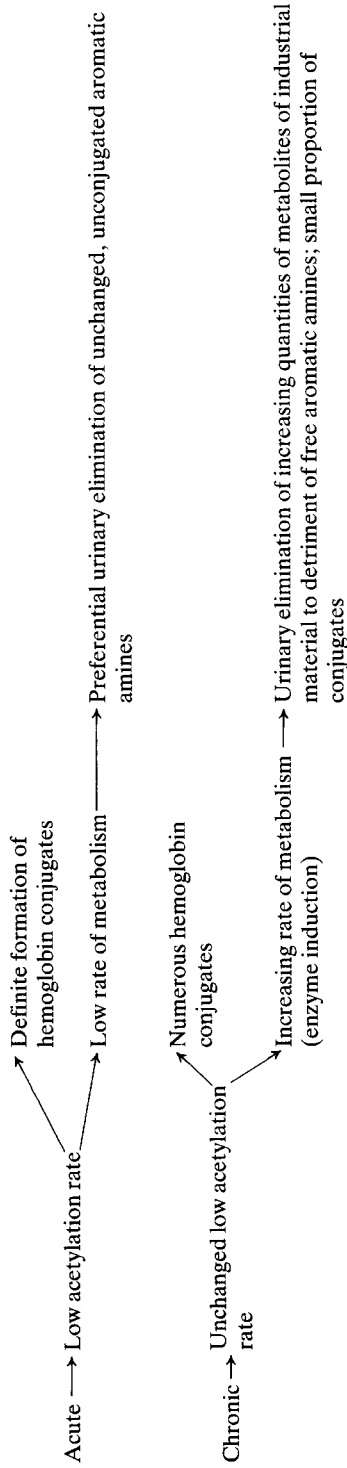 Definite formation of
hemoglobin conjugates
Acute → Low acetylation rate
Low rate of metabolism → Preferential urinary elimination of unchanged, unconjugated aromatic
amines
Numerous hemoglobin
conjugates
Chronic → Unchanged low acetylation
rate
Increasing rate of metabolism → Urinary elimination of increasing quantities of metabolites of industrial
(enzyme induction)
material to detriment of free aromatic amines; small proportion of
conjugates